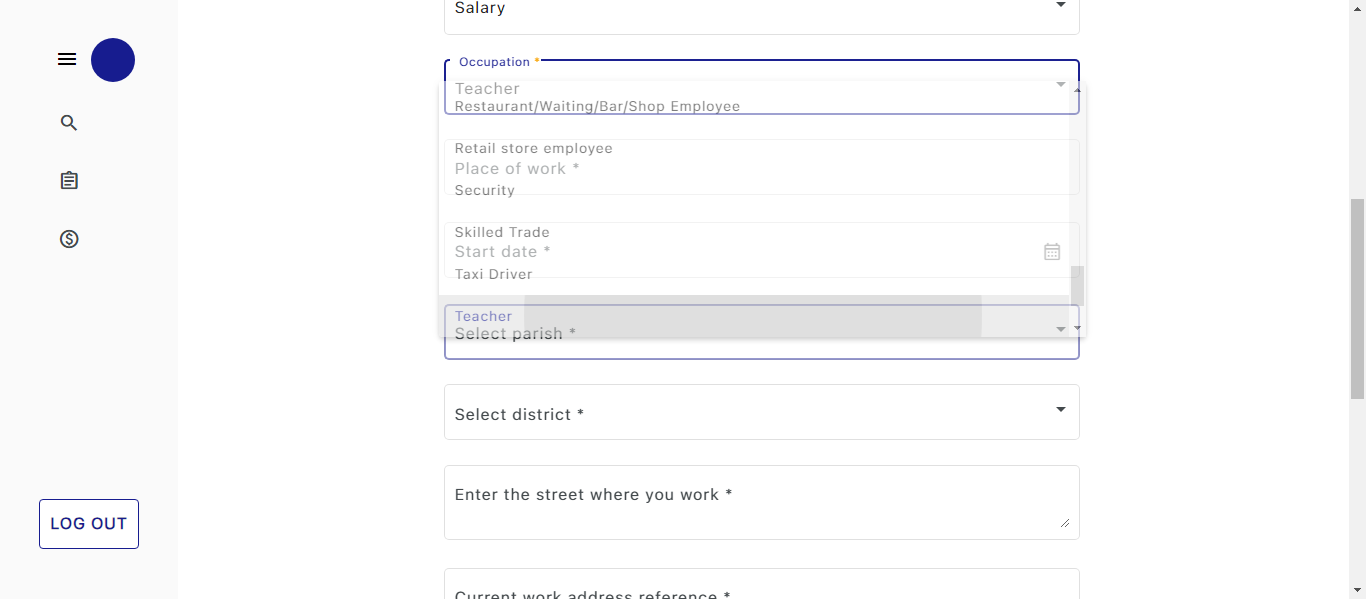 Salary
Occupation *
Teacher
Restaurant/Waiting/Bar/Shop Employee
Retail store employee
Place of work *
Security
Skilled Trade
Start date *
Taxi Driver
Teacher
Select parish *
Select district *
Enter the street where you work *
LOG OUT
Current work address reference *